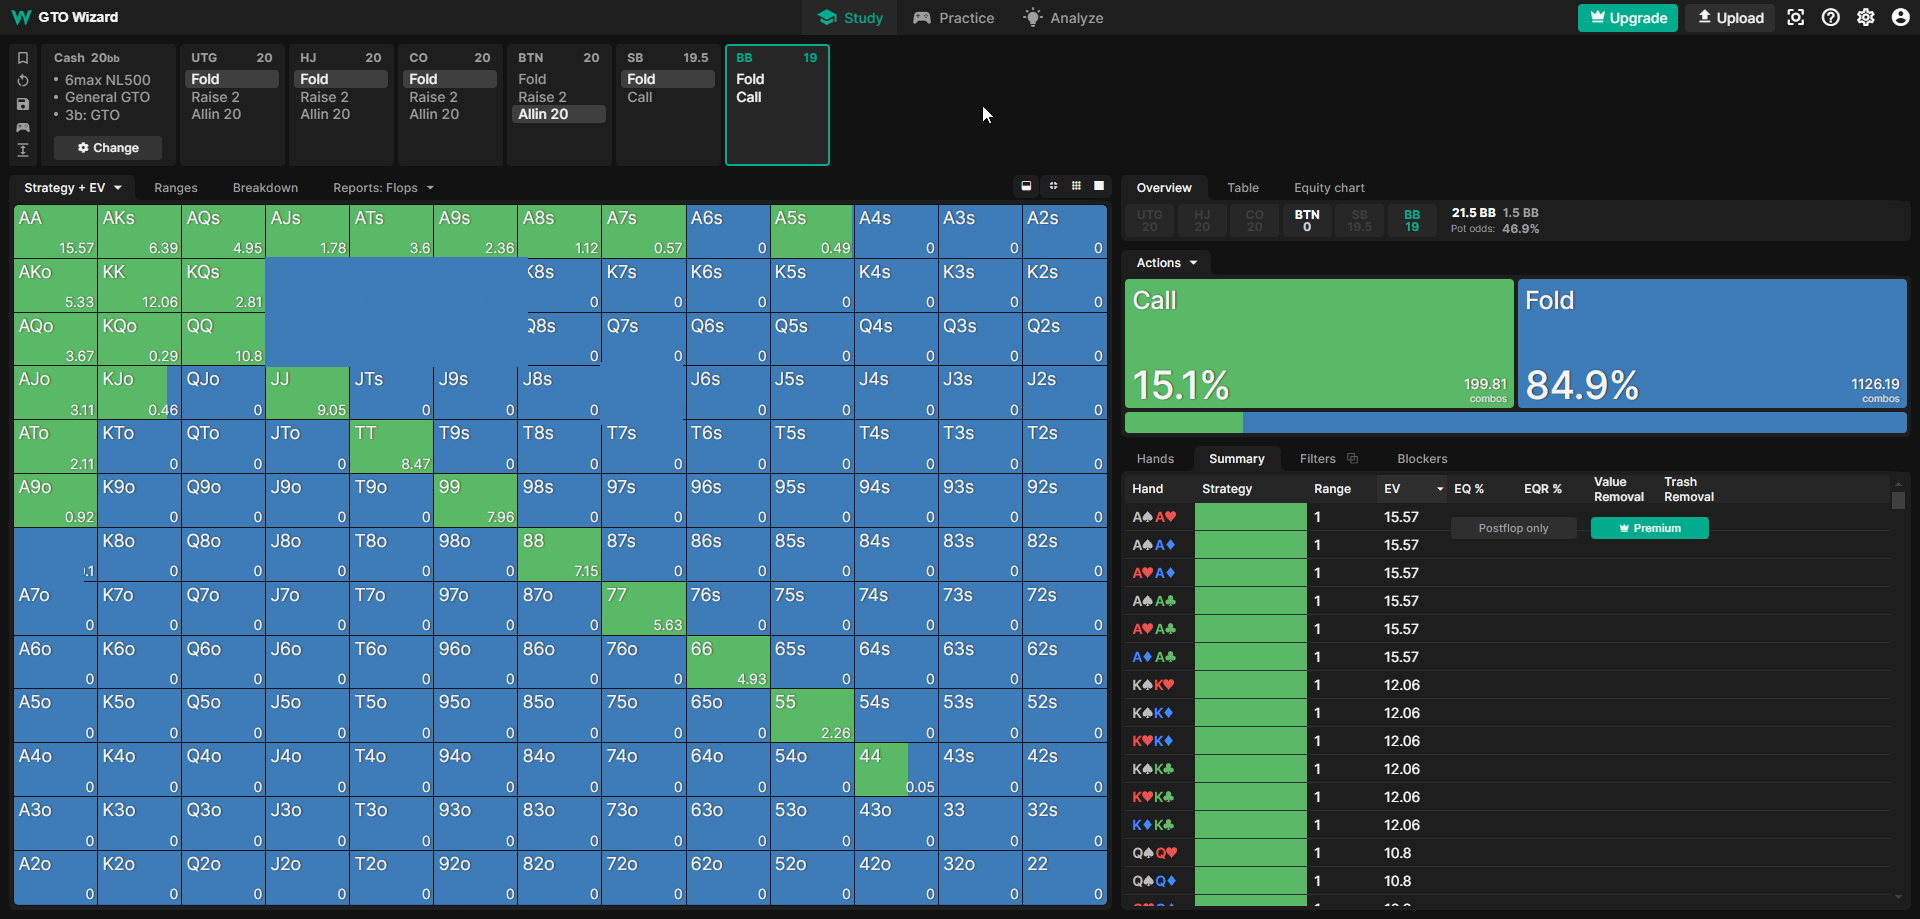 GTO Wizard
Study
Practice
Analyze
Upgrade
Upload
Cash 20bb
• 6max NL500
• General GTO
• 3b: GTO
Change
UTG 20
Fold
Raise 2
Allin 20
HJ 20
Fold
Raise 2
Allin 20
CO 20
Fold
Raise 2
Allin 20
BTN 20
Fold
Raise 2
Allin 20
SB 19.5
Fold
Call
BB 19
Fold
Call
Strategy + EV
Ranges
Breakdown
Reports: Flops
AA AKs AQs AJs ATs A9s A8s A7s A6s A5s A4s A3s A2s
15.57 6.39 4.95 1.78 3.6 2.36 1.12 0.57 0 0.49 0 0 0
AKo KK KQs K8s K7s K6s K5s K4s K3s K2s
5.33 12.06 2.81 0 0 0 0 0 0 0
AQo KQo QQ Q8s Q7s Q6s Q5s Q4s Q3s Q2s
3.67 0.29 10.8 0 0 0 0 0 0 0
AJo KJo QJo JJ JTs J9s J8s J6s J5s J4s J3s J2s
3.11 0.46 0 9.05 0 0 0 0 0 0 0 0
ATo KTo QTo JTo TT T9s T8s T7s T6s T5s T4s T3s T2s
2.11 0 0 0 8.47 0 0 0 0 0 0 0 0
A9o K9o Q9o J9o T9o 99 98s 97s 96s 95s 94s 93s 92s
0.92 0 0 0 0 7.96 0 0 0 0 0 0 0
K8o Q8o J8o T8o 98o 88 87s 86s 85s 84s 83s 82s
.1 0 0 0 0 0 7.15 0 0 0 0 0 0
A7o K7o Q7o J7o T7o 97o 87o 77 76s 75s 74s 73s 72s
0 0 0 0 0 0 0 5.63 0 0 0 0 0
A6o K6o Q6o J6o T6o 96o 86o 76o 66 65s 64s 63s 62s
0 0 0 0 0 0 0 0 4.93 0 0 0 0
A5o K5o Q5o J5o T5o 95o 85o 75o 65o 55 54s 53s 52s
0 0 0 0 0 0 0 0 0 2.26 0 0 0
A4o K4o Q4o J4o T4o 94o 84o 74o 64o 54o 44 43s 42s
0 0 0 0 0 0 0 0 0 0 0.05 0 0
A3o K3o Q3o J3o T3o 93o 83o 73o 63o 53o 43o 33 32s
0 0 0 0 0 0 0 0 0 0 0 0 0
A2o K2o Q2o J2o T2o 92o 82o 72o 62o 52o 42o 32o 22
0 0 0 0 0 0 0 0 0 0 0 0 0
Overview
Table
Equity chart
UTG HJ CO BTN SB BB
20 20 20 0 19.5 19
21.5 BB 1.5 BB
Pot odds: 46.9%
Actions
Call
15.1%
199.81
combos
Fold
84.9%
1126.19
combos
Hands
Summary
Filters
Blockers
Hand Strategy Range EV EQ % EQR % Value Removal Trash Removal
Postflop only
Premium
A♠A♥ 1 15.57
A♠A♦ 1 15.57
A♥A♦ 1 15.57
A♠A♣ 1 15.57
A♥A♣ 1 15.57
A♦A♣ 1 15.57
K♠K♥ 1 12.06
K♠K♦ 1 12.06
K♥K♦ 1 12.06
K♠K♣ 1 12.06
K♥K♣ 1 12.06
K♦K♣ 1 12.06
Q♠Q♥ 1 10.8
Q♠Q♦ 1 10.8